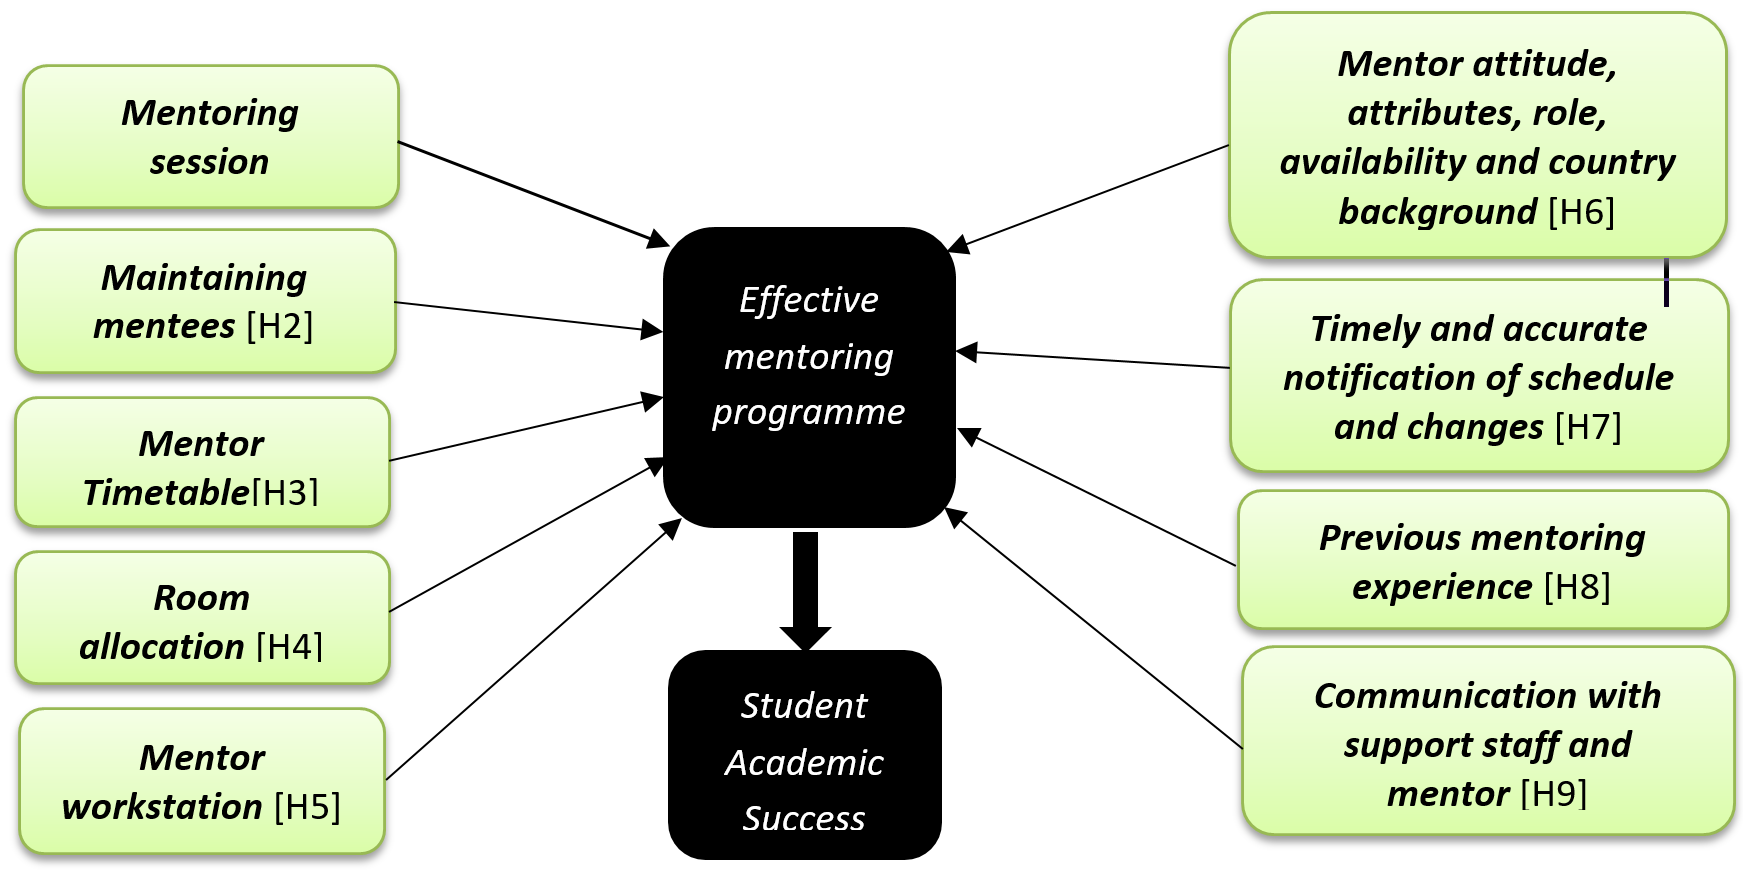 Mentoring
session
Maintaining
mentees [H2]
Mentor
Timetable[H3]
Room
allocation [H4]
Mentor
workstation [H5]
Effective
mentoring
programme
Student
Academic
Success
Mentor attitude,
attributes, role,
availability and country
background [H6]
Timely and accurate
notification of schedule
and changes [H7]
Previous mentoring
experience [H8]
Communication with
support staff and
mentor [H9]